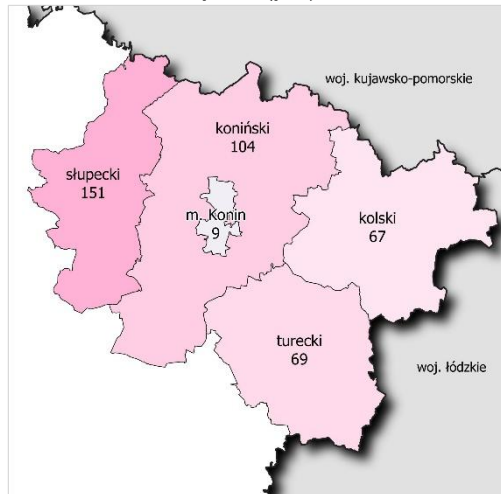 woj. kujawsko-pomorskie
koniński
104
słupecki
151
m. Konin
9
kolski
67
turecki
69
woj. łódzkie